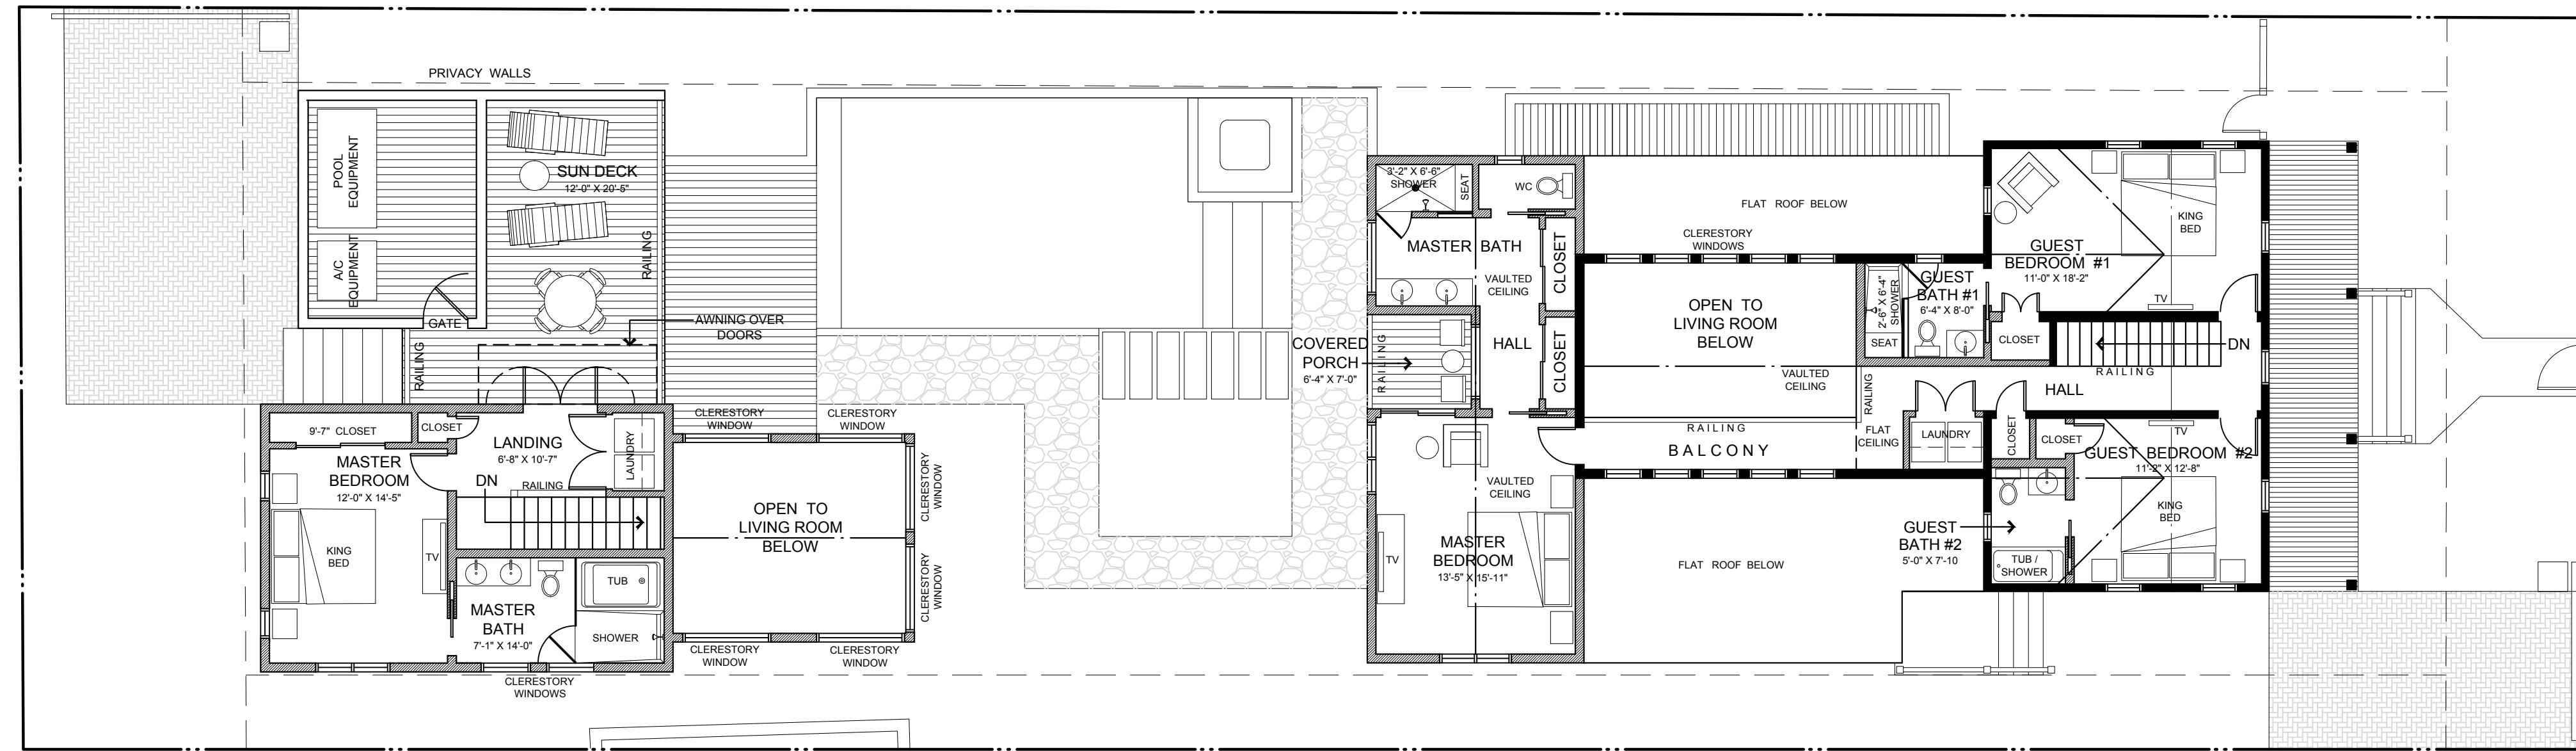 PRIVACY WALLS
POOL
EQUIPMENT
A/C
EQUIPMENT
SUN DECK
12'-0" X 20'-5"
RAILING
GATE
RAILING
AWNING OVER
DOORS
9'-7" CLOSET
CLOSET
LANDING
6'-8" X 10'-7"
LAUNDRY
MASTER
BEDROOM
12'-0" X 14'-5"
DN
RAILING
KING
BED
TV
MASTER
BATH
7'-1" X 14'-0"
TUB
SHOWER
CLERESTORY
WINDOWS
CLERESTORY
WINDOW
CLERESTORY
WINDOW
CLERESTORY
WINDOW
CLERESTORY
WINDOW
OPEN TO
LIVING ROOM
BELOW
CLERESTORY
WINDOW
CLERESTORY
WINDOW
3'-2" X 6'-6"
SHOWER
SEAT
WC
MASTER BATH
VAULTED
CEILING
CLOSET
COVERED
PORCH
6'-4" X 7'-0"
RAILING
HALL
CLOSET
VAULTED
CEILING
MASTER
BEDROOM
13'-5" X 15'-11"
TV
FLAT ROOF BELOW
CLERESTORY
WINDOWS
OPEN TO
LIVING ROOM
BELOW
VAULTED
CEILING
RAILING
BALCONY
RAILING
FLAT
CEILING
FLAT ROOF BELOW
2'-6" X 6'-4"
SHOWER
SEAT
GUEST
BATH #1
6'-4" X 8'-0"
GUEST
BEDROOM #1
11'-0" X 18'-2"
KING
BED
TV
CLOSET
DN
RAILING
HALL
LAUNDRY
CLOSET
CLOSET
TV
GUEST BEDROOM #2
11'-2" X 12'-8"
KING
BED
GUEST
BATH #2
5'-0" X 7'-10
TUB /
SHOWER